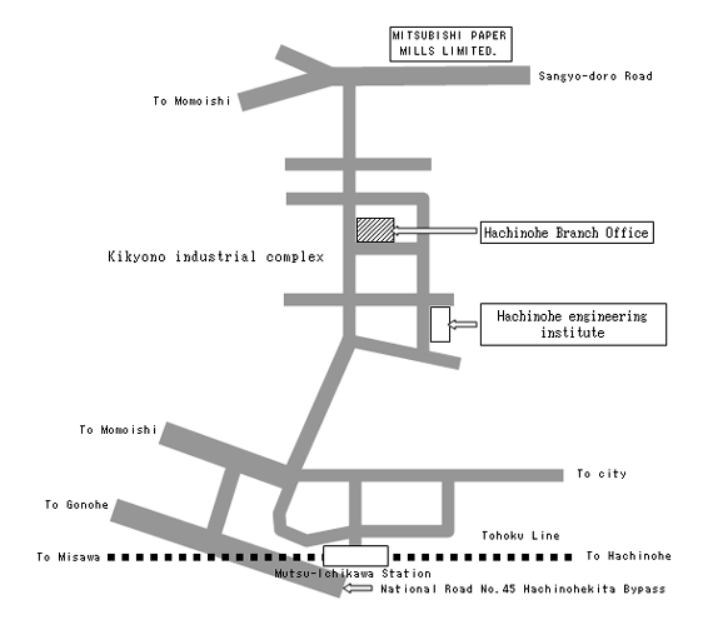 MITSUBISHI PAPER
MILLS LIMITED.
Sangyo-doro Road
To Momoishi
Hachinohe Branch Office
Kikyono industrial complex
Hachinohe engineering
institute
To Momoishi
To city
To Gonohe
Tohoku Line
To Misawa
To Hachinohe
Mutsu-Ichikawa Station
National Road No.45 Hachinohekita Bypass